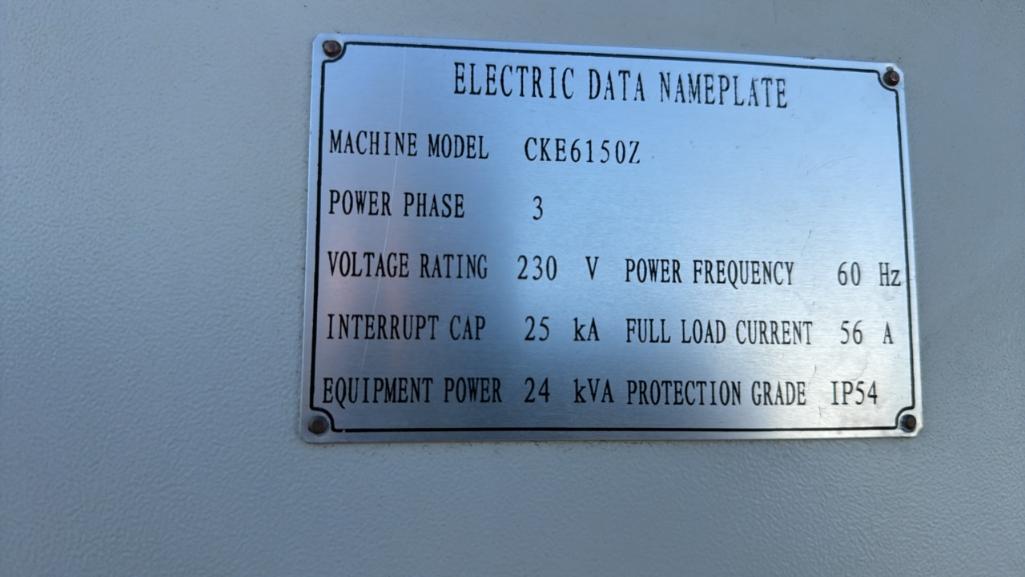 ELECTRIC DATA NAMEPLATE
MACHINE MODEL CKE6150Z
POWER PHASE 3
VOLTAGE RATING 230 V POWER FREQUENCY 60 Hz
INTERRUPT CAP 25 kA FULL LOAD CURRENT 56 A
EQUIPMENT POWER 24 kVA PROTECTION GRADE IP54